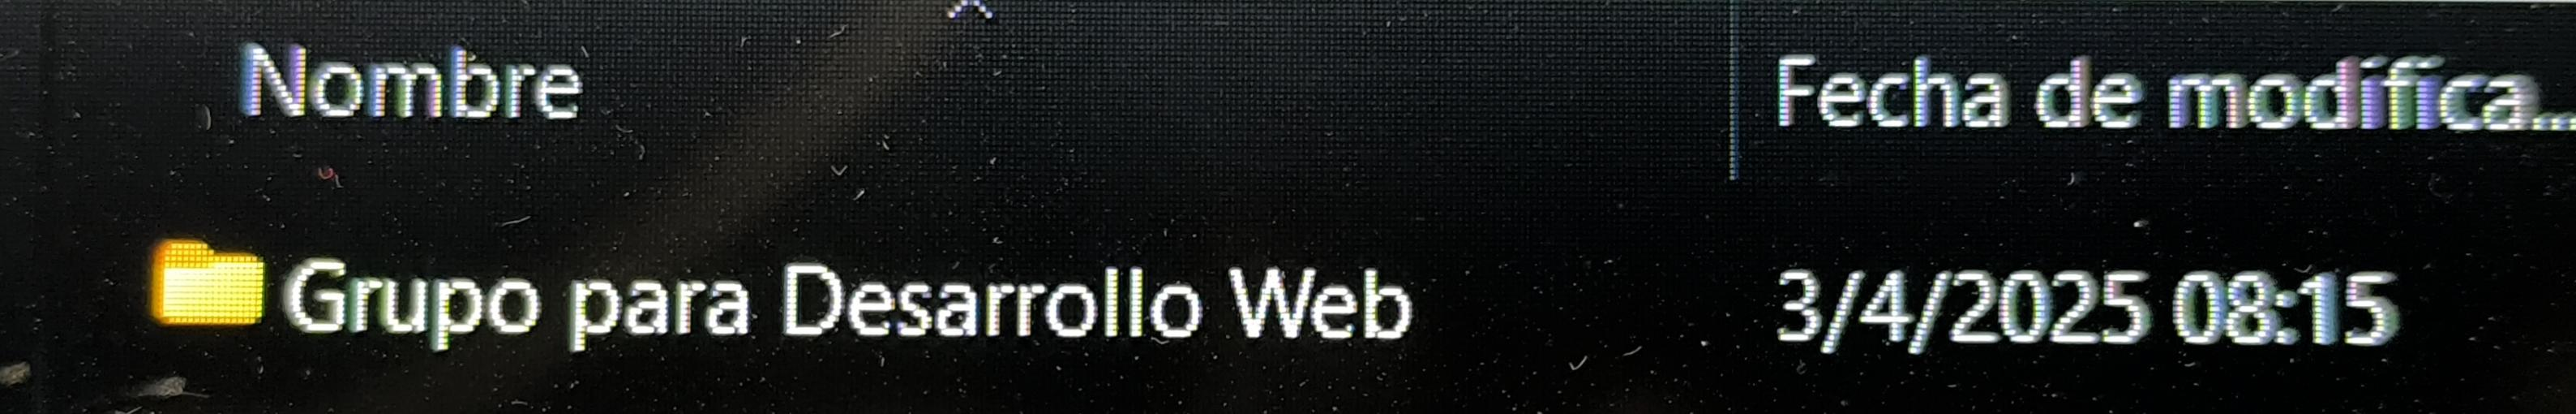 Nombre Fecha de modifica...
Grupo para Desarrollo Web 3/4/2025 08:15